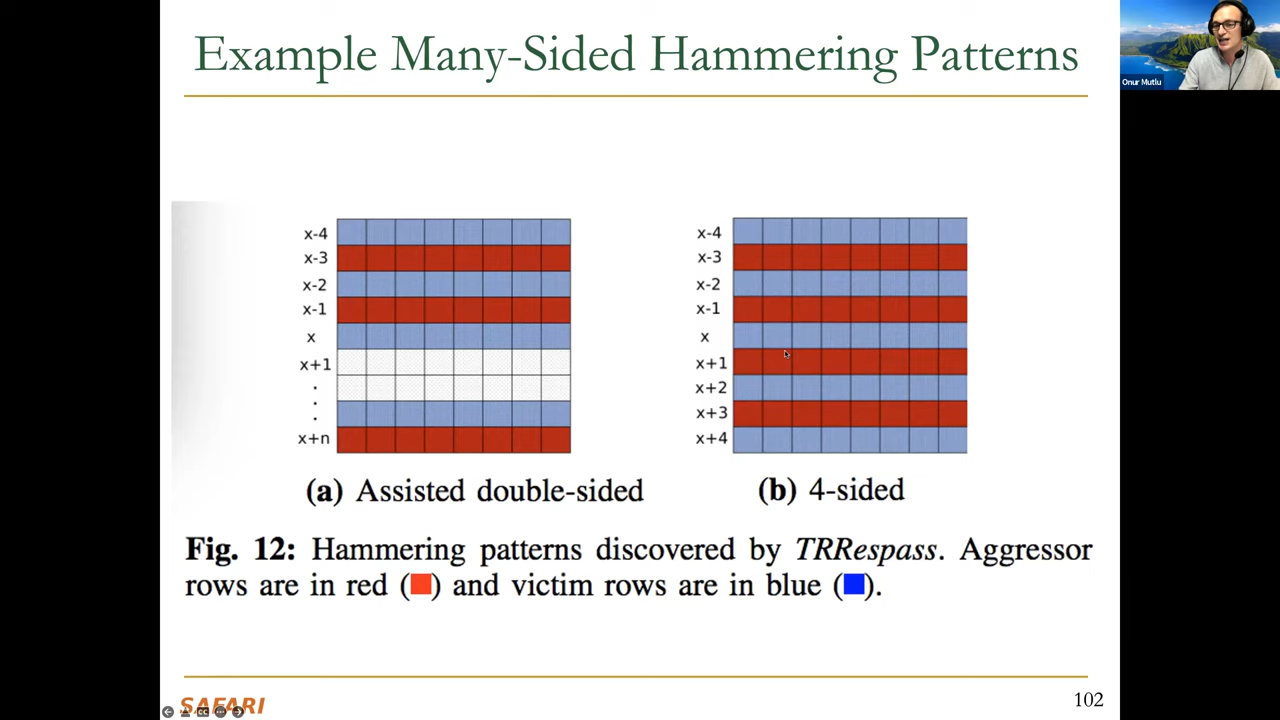 Example Many-Sided Hammering Patterns
Onur Mutlu
x-4
x-3
x-2
x-1
x
x+1
.
.
.
x+n
(a) Assisted double-sided
x-4
x-3
x-2
x-1
x
x+1
x+2
x+3
x+4
(b) 4-sided
Fig. 12: Hammering patterns discovered by TRRespass. Aggressor
rows are in red (■) and victim rows are in blue (■).
SAFARI
CC
102